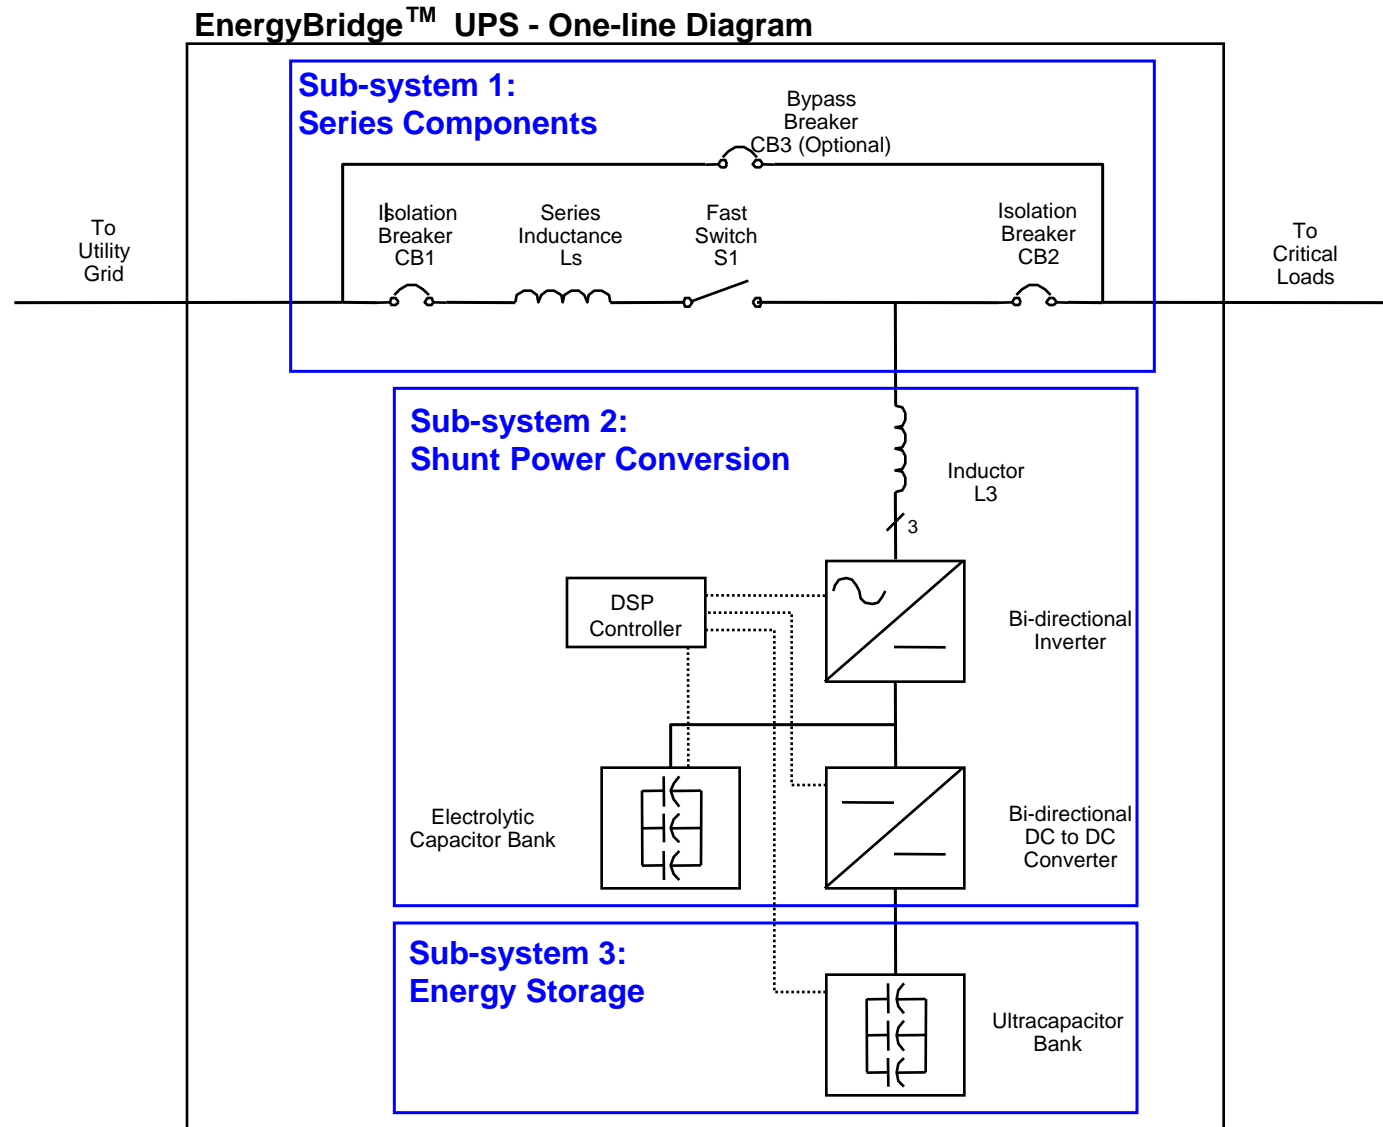 EnergyBridge™ UPS - One-line Diagram
Sub-system 1:
Series Components
Bypass
Breaker
CB3 (Optional)
To
Utility
Grid
Isolation
Breaker
CB1
Series
Inductance
Ls
Fast
Switch
S1
Isolation
Breaker
CB2
To
Critical
Loads
Sub-system 2:
Shunt Power Conversion
Inductor
L3
3
DSP
Controller
Bi-directional
Inverter
Electrolytic
Capacitor Bank
Bi-directional
DC to DC
Converter
Sub-system 3:
Energy Storage
Ultracapacitor
Bank